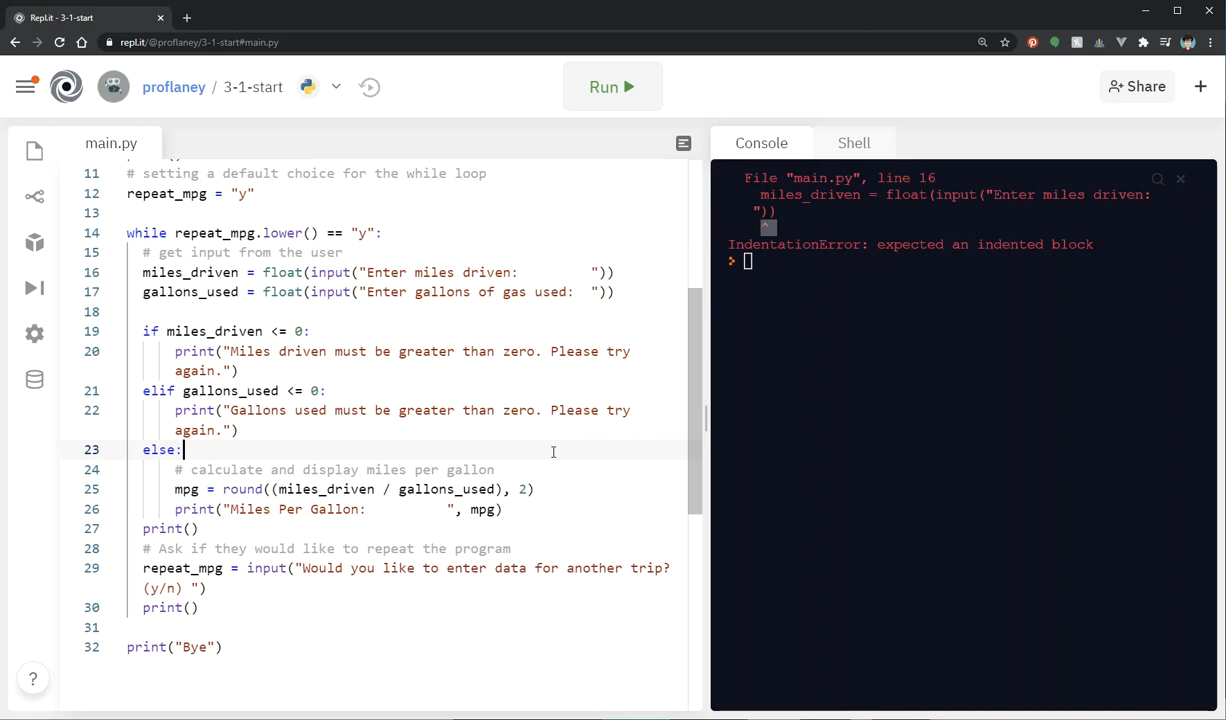 Repl.it - 3-1-start
repl.it/@proflaney/3-1-start#main.py
proflaney / 3-1-start
Run
Share
main.py
11 # setting a default choice for the while loop
12 repeat_mpg = "y"
13
14 while repeat_mpg.lower() == "y":
15 # get input from the user
16 miles_driven = float(input("Enter miles driven:         "))
17 gallons_used = float(input("Enter gallons of gas used:  "))
18
19 if miles_driven <= 0:
20 print("Miles driven must be greater than zero. Please try
again.")
21 elif gallons_used <= 0:
22 print("Gallons used must be greater than zero. Please try
again.")
23 else:
24 # calculate and display miles per gallon
25 mpg = round((miles_driven / gallons_used), 2)
26 print("Miles Per Gallon:          ", mpg)
27 print()
28 # Ask if they would like to repeat the program
29 repeat_mpg = input("Would you like to enter data for another trip?
(y/n) ")
30 print()
31
32 print("Bye")
?
Console
Shell
File "main.py", line 16
miles_driven = float(input("Enter miles driven:
"))
^
IndentationError: expected an indented block
>